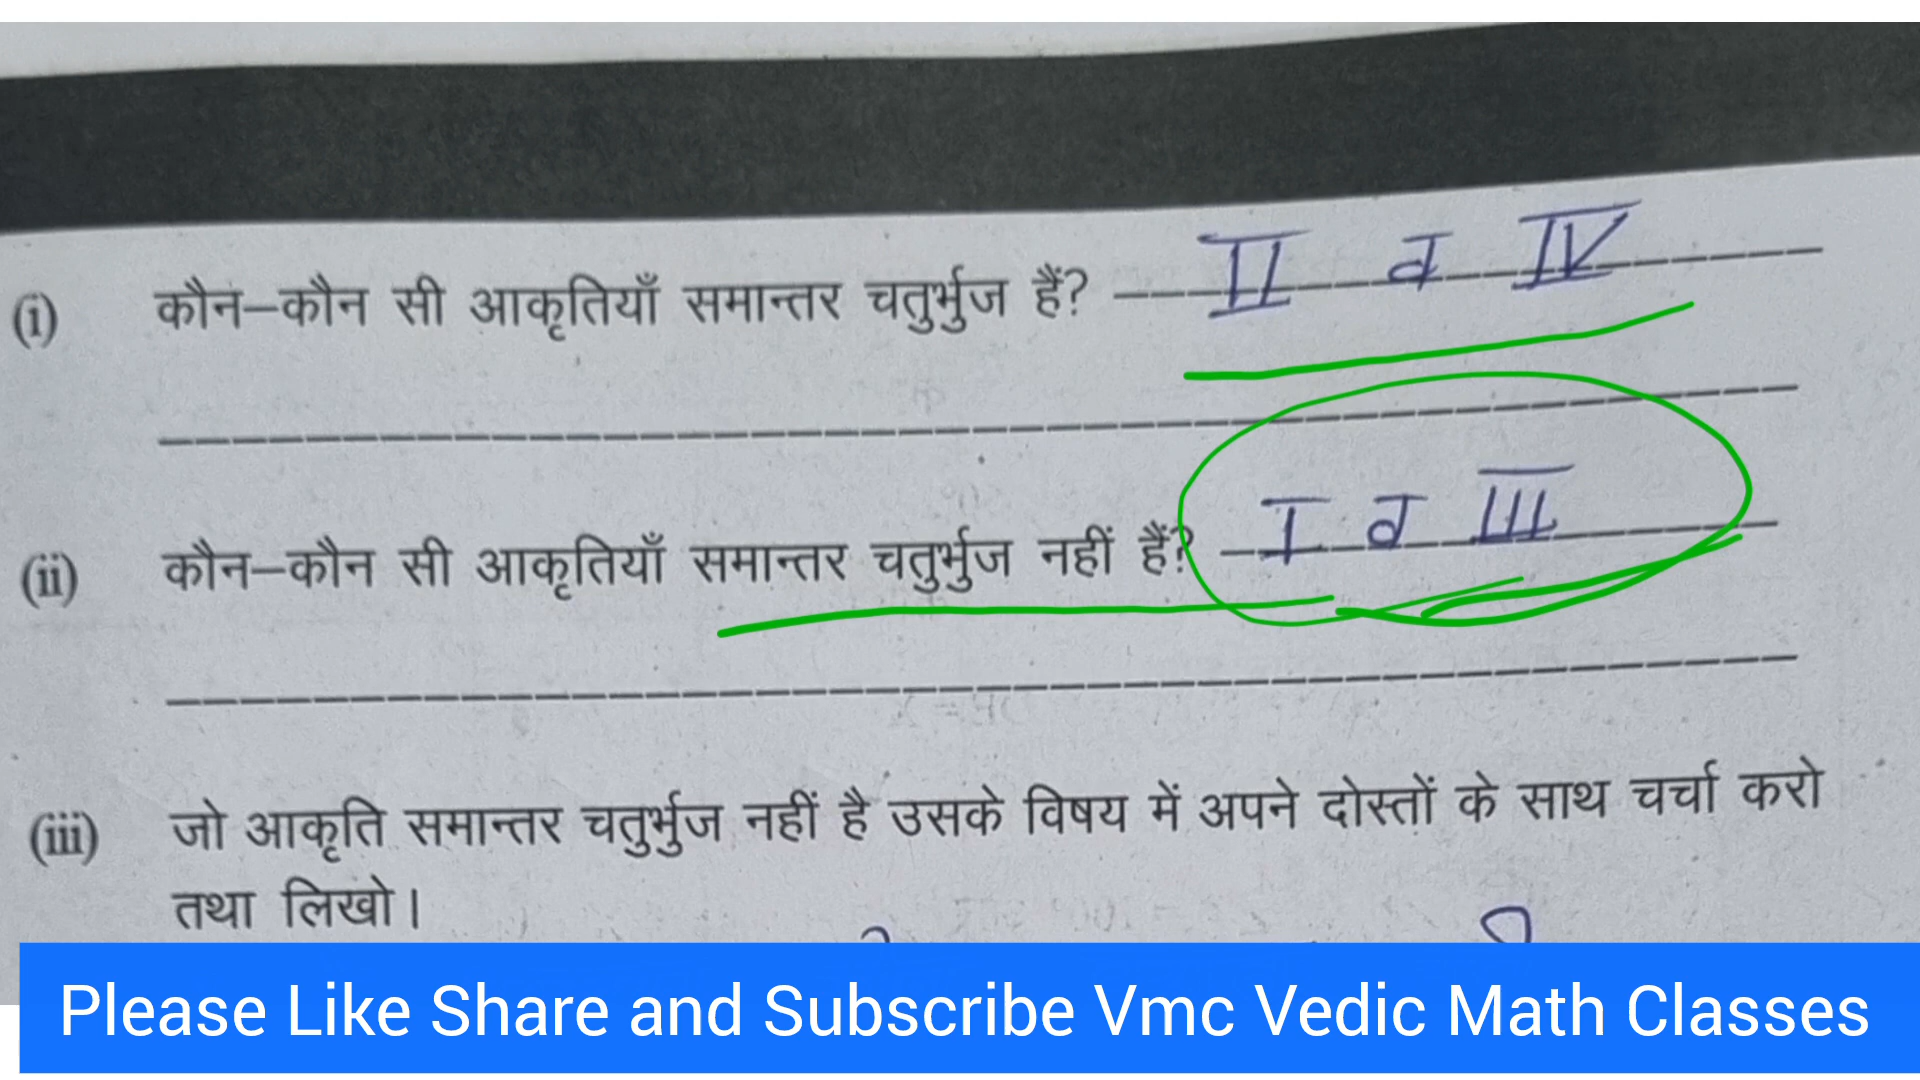 (i) कौन–कौन सी आकृतियाँ समान्तर चतुर्भुज हैं? II व IV
(ii) कौन–कौन सी आकृतियाँ समान्तर चतुर्भुज नहीं हैं? I व III
(iii) जो आकृति समान्तर चतुर्भुज नहीं है उसके विषय में अपने दोस्तों के साथ चर्चा करो
तथा लिखो।
Please Like Share and Subscribe Vmc Vedic Math Classes